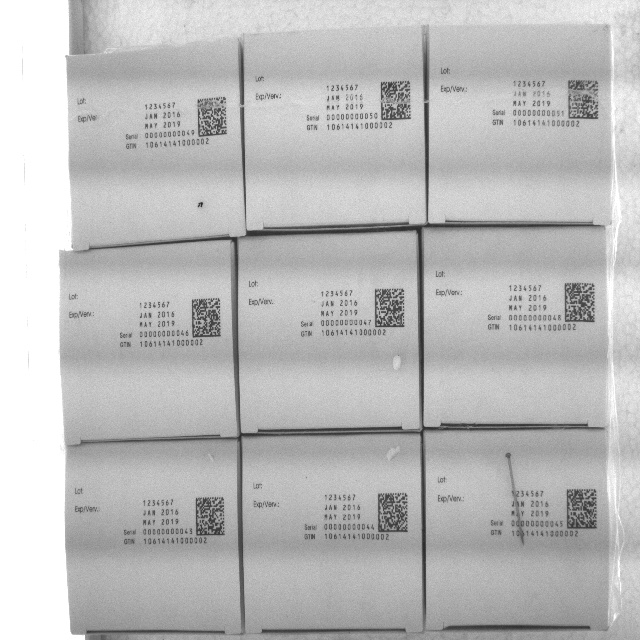 Lot:
1234567
Exp/Ver.:
JAN 2016
MAY 2019
Serial 00000000049
GTIN 10614141000002
Lot:
1234567
Exp/Verv.:
JAN 2016
MAY 2019
Serial 00000000050
GTIN 10614141000002
Lot:
1234567
Exp/Verv.:
JAN 2016
MAY 2019
Serial 00000000051
GTIN 10614141000002
Lot:
1234567
Exp/Verv.:
JAN 2016
MAY 2019
Serial 00000000046
GTIN 10614141000002
Lot:
1234567
Exp/Verv.:
JAN 2016
MAY 2019
Serial 00000000047
GTIN 10614141000002
Lot:
1234567
Exp/Verv.:
JAN 2016
MAY 2019
Serial 00000000048
GTIN 10614141000002
Lot:
1234567
Exp/Verv.:
JAN 2016
MAY 2019
Serial 00000000043
GTIN 10614141000002
Lot:
1234567
Exp/Verv.:
JAN 2016
MAY 2019
Serial 00000000044
GTIN 10614141000002
Lot:
1234567
Exp/Verv.:
JAN 2016
MAY 2019
Serial 00000000045
GTIN 10614141000002